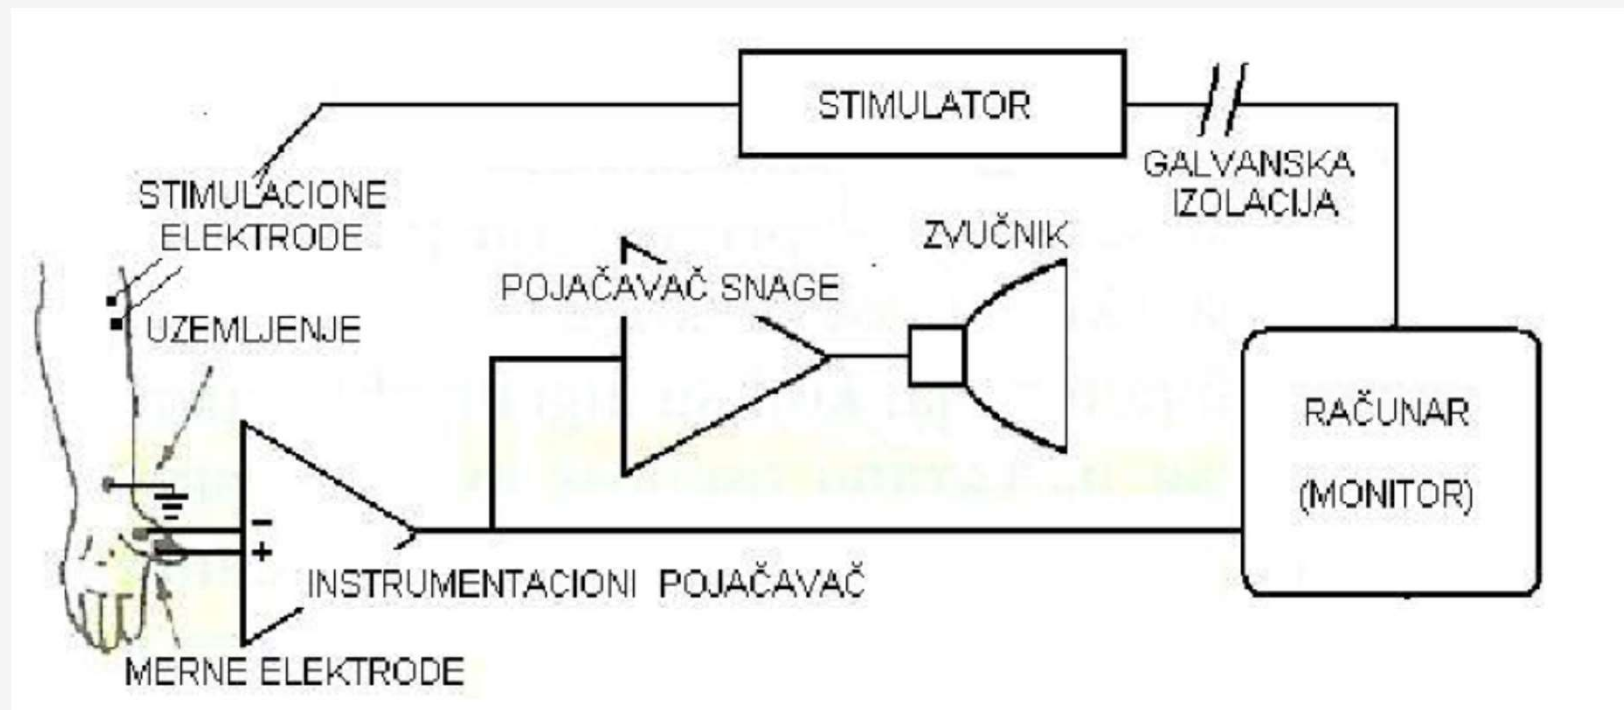 STIMULATOR
GALVANSKA
IZOLACIJA
STIMULACIONE
ELEKTRODE
ZVUČNIK
POJAČAVAČ SNAGE
UZEMLJENJE
RAČUNAR
(MONITOR)
-
+
INSTRUMENTACIONI POJAČAVAČ
MERNE ELEKTRODE